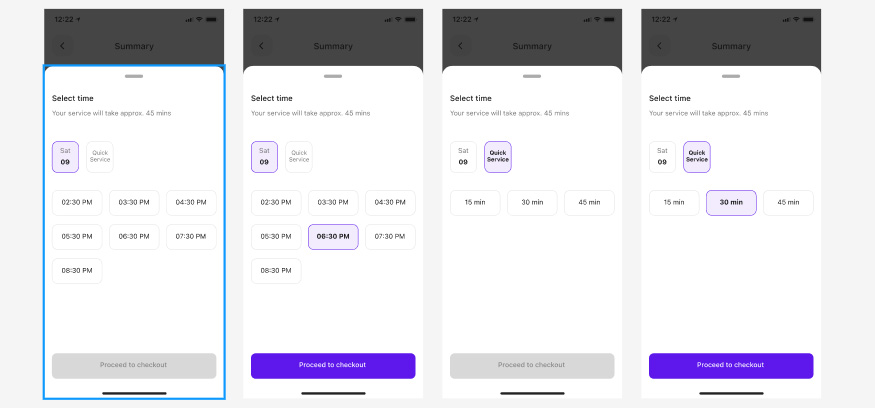 12:22
Summary
Select time
Your service will take approx. 45 mins
Sat
09
Quick
Service
02:30 PM
03:30 PM
04:30 PM
05:30 PM
06:30 PM
07:30 PM
08:30 PM
Proceed to checkout
12:22
Summary
Select time
Your service will take approx. 45 mins
Sat
09
Quick
Service
02:30 PM
03:30 PM
04:30 PM
05:30 PM
06:30 PM
07:30 PM
08:30 PM
Proceed to checkout
12:22
Summary
Select time
Your service will take approx. 45 mins
Sat
09
Quick
Service
15 min
30 min
45 min
Proceed to checkout
12:22
Summary
Select time
Your service will take approx. 45 mins
Sat
09
Quick
Service
15 min
30 min
45 min
Proceed to checkout